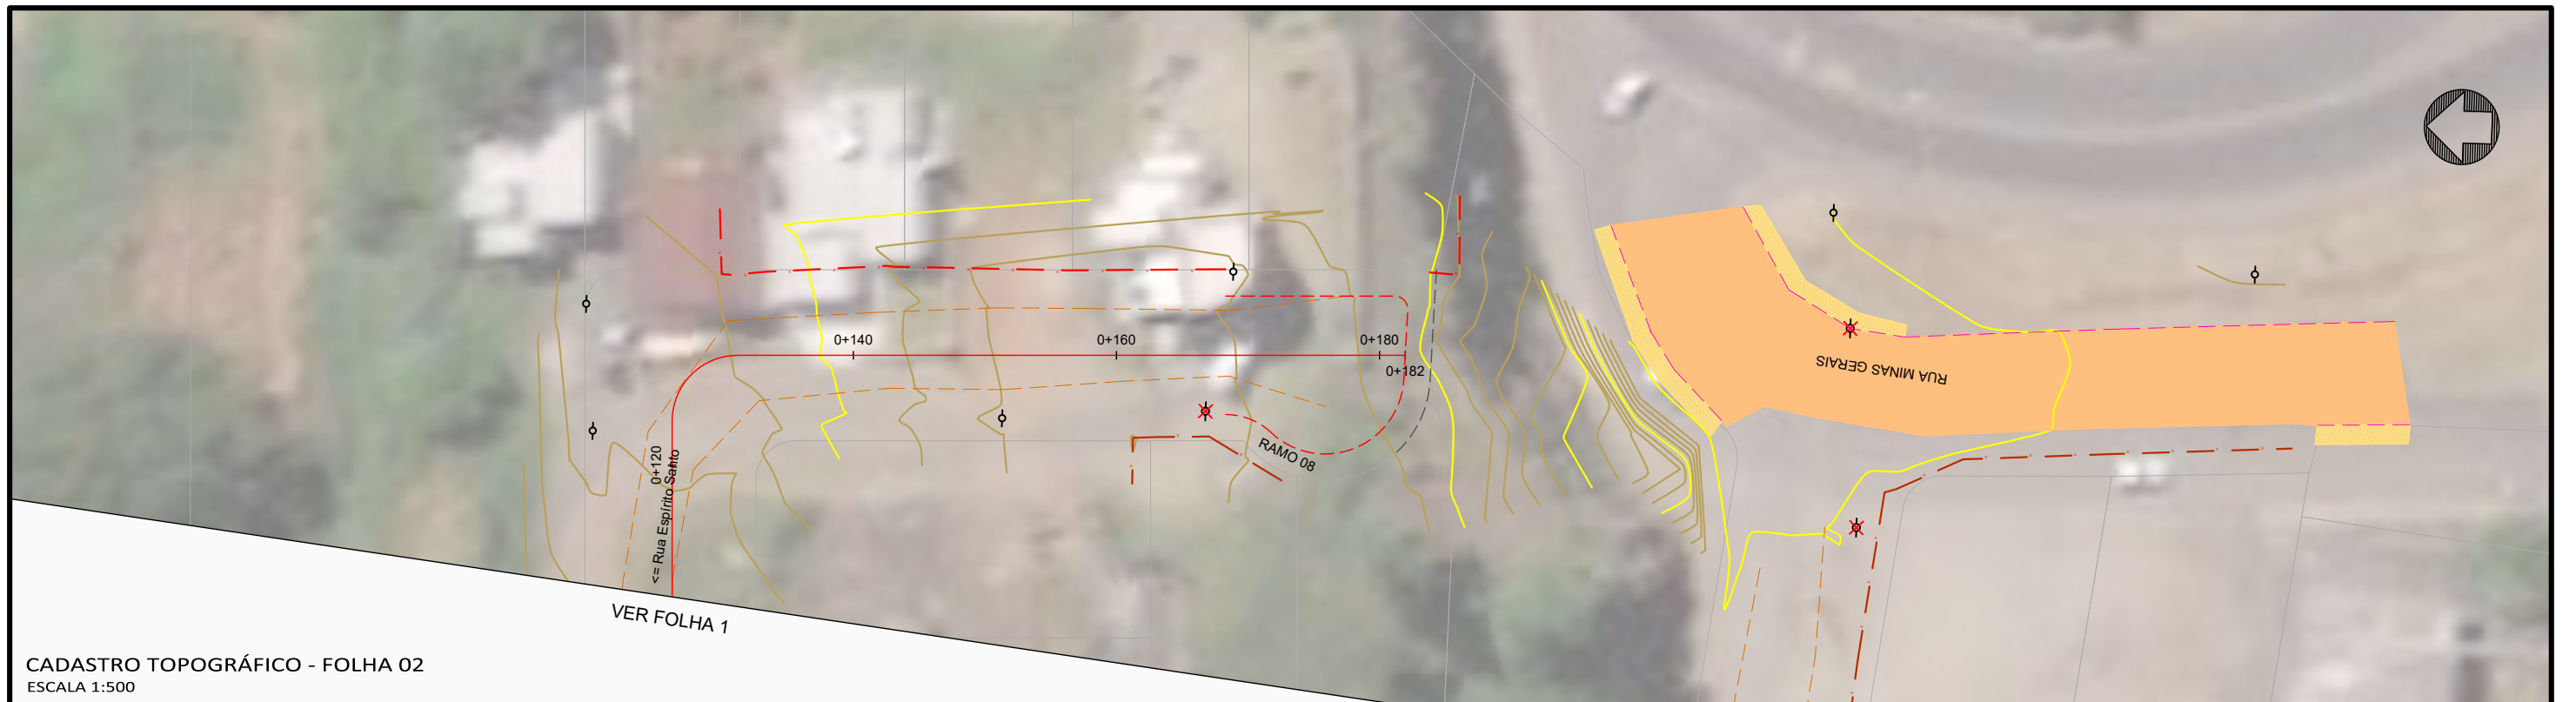 0+140
0+160
0+180
0+182
RUA MINAS GERAIS
RAMO 08
0+120
<= Rua Espírito Santo
VER FOLHA 1
CADASTRO TOPOGRÁFICO - FOLHA 02
ESCALA 1:500